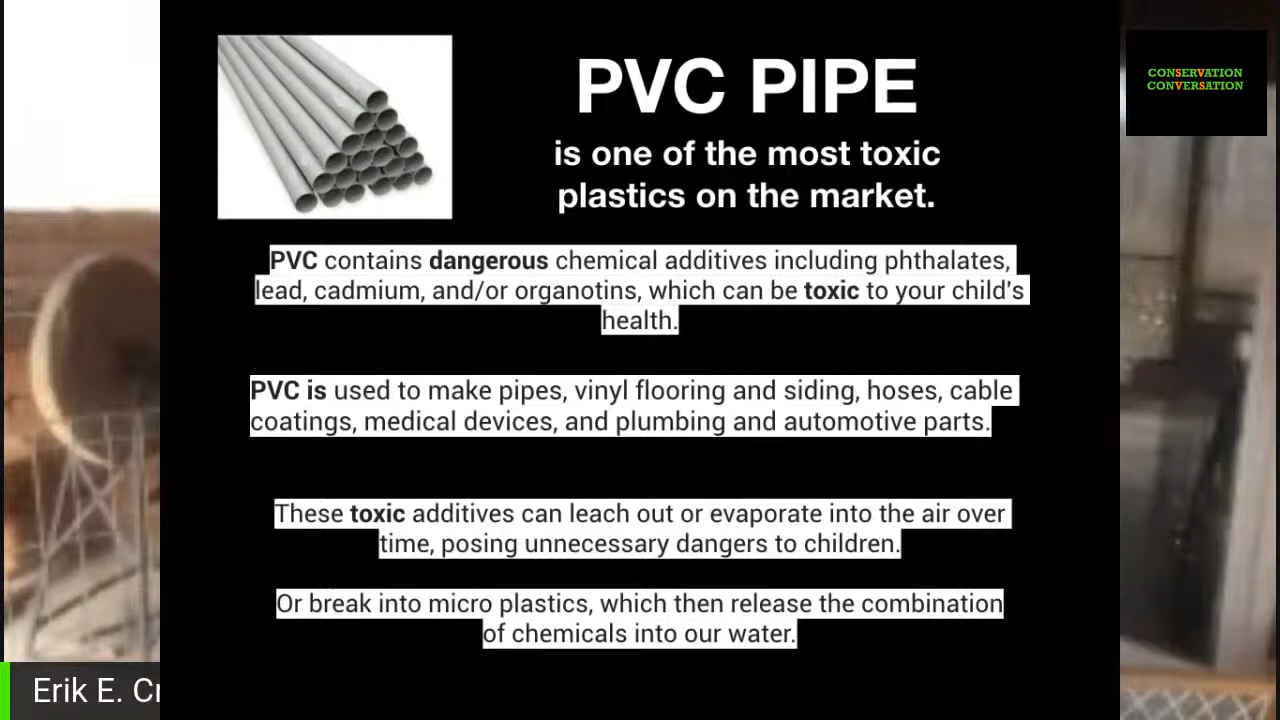 PVC PIPE
is one of the most toxic
plastics on the market.
CONSERVATION
CONVERSATION
PVC contains dangerous chemical additives including phthalates,
lead, cadmium, and/or organotins, which can be toxic to your child's
health.
PVC is used to make pipes, vinyl flooring and siding, hoses, cable
coatings, medical devices, and plumbing and automotive parts.
These toxic additives can leach out or evaporate into the air over
time, posing unnecessary dangers to children.
Or break into micro plastics, which then release the combination
of chemicals into our water.
Erik E.